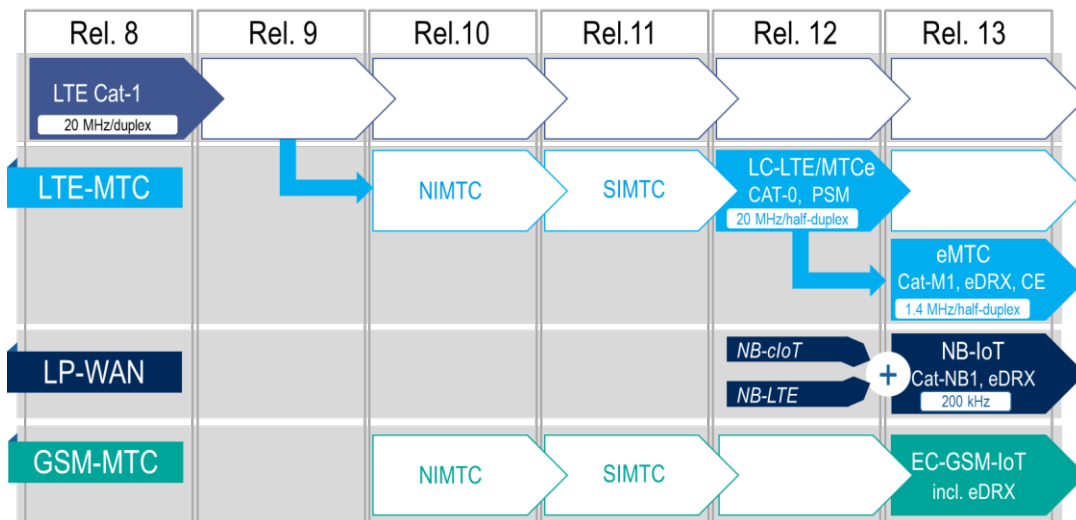 Rel. 8
Rel. 9
Rel.10
Rel.11
Rel. 12
Rel. 13
LTE Cat-1
20 MHz/duplex
LTE-MTC
NIMTC
SIMTC
LC-LTE/MTCe
CAT-0, PSM
20 MHz/half-duplex
eMTC
Cat-M1, eDRX, CE
1.4 MHz/half-duplex
LP-WAN
NB-cIoT
NB-LTE
+
NB-IoT
Cat-NB1, eDRX
200 kHz
GSM-MTC
NIMTC
SIMTC
EC-GSM-IoT
incl. eDRX